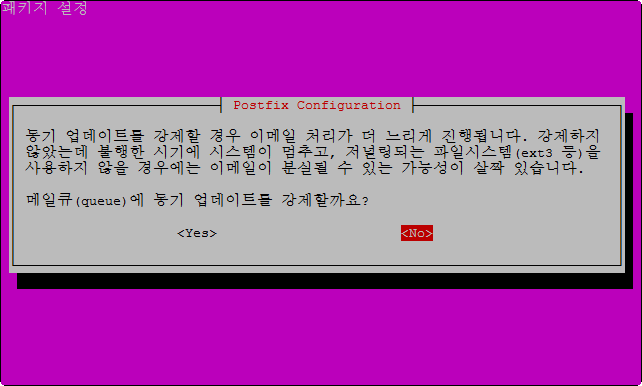 패키지 설정
Postfix Configuration
동기 업데이트를 강제할 경우 이메일 처리가 더 느리게 진행됩니다. 강제하지
않았는데 불행한 시기에 시스템이 멈추고, 저널링되는 파일시스템(ext3 등)을
사용하지 않을 경우에는 이메일이 분실될 수 있는 가능성이 살짝 있습니다.
메일큐(queue)에 동기 업데이트를 강제할까요?
<Yes> <No>